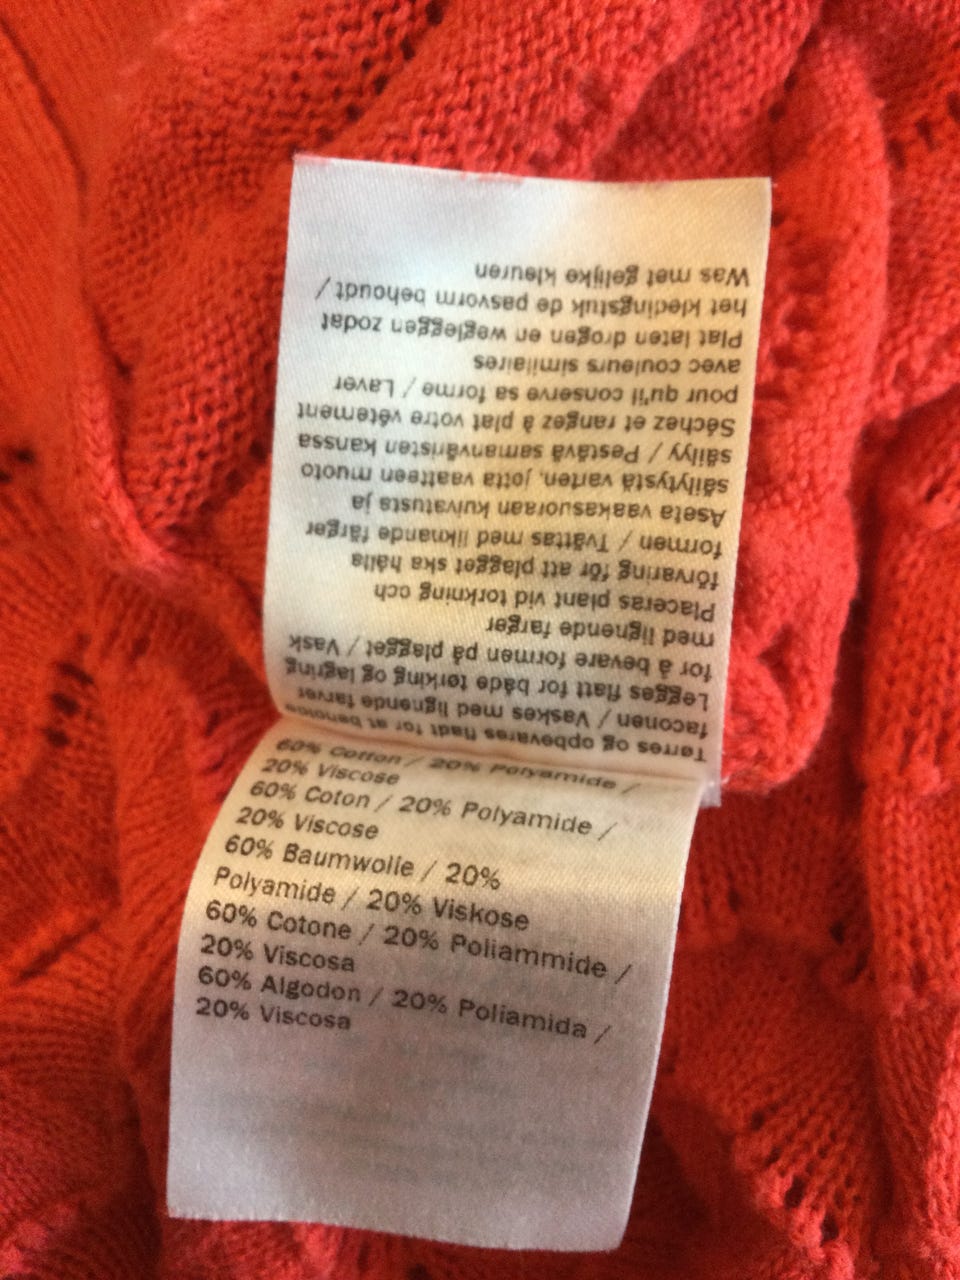 Tørres og opbevares fladt for at beholde
faconen / Vaskes med lignende farver
Legges flatt for både tørking og lagring
for å bevare formen på plagget / Vask
med lignende farger
Placeras plant vid torkning och
förvaring för att plagget ska hålla
formen / Tvättas med liknande färger
Aseta vaakasuoraan kuivatusta ja
säilytystä varten, jotta vaatteen muoto
säilyy / Pestävä samanväristen kanssa
Séchez et rangez à plat votre vêtement
pour qu'il conserve sa forme / Laver
avec couleurs similaires
Plat laten drogen en wegleggen zodat
het kledingstuk de pasvorm behoudt /
Was met gelijke kleuren
60% Cotton / 20% Polyamide /
20% Viscose
60% Coton / 20% Polyamide /
20% Viscose
60% Baumwolle / 20%
Polyamide / 20% Viskose
60% Cotone / 20% Poliammide /
20% Viscosa
60% Algodon / 20% Poliamida /
20% Viscosa